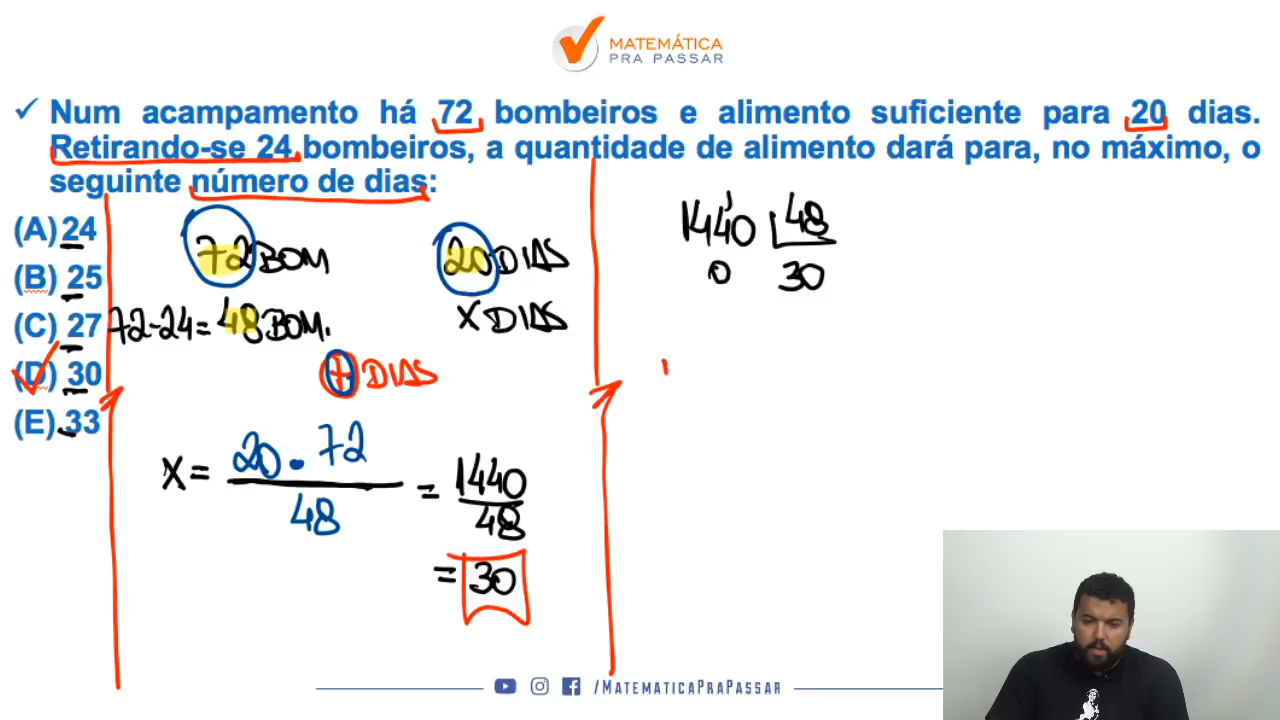 MATEMÁTICA
PRA PASSAR
✓ Num acampamento há 72 bombeiros e alimento suficiente para 20 dias.
Retirando-se 24 bombeiros, a quantidade de alimento dará para, no máximo, o
seguinte número de dias:
(A) 24
(B) 25
(C) 27
(D) 30
(E) 33
72 BOM 20 DIAS
72-24= 48 BOM. X DIAS
DIAS
X = 20 . 72 / 48 = 1440 / 48
= 30
1440 48
0 30
/MATEMATICAPRAPASSAR